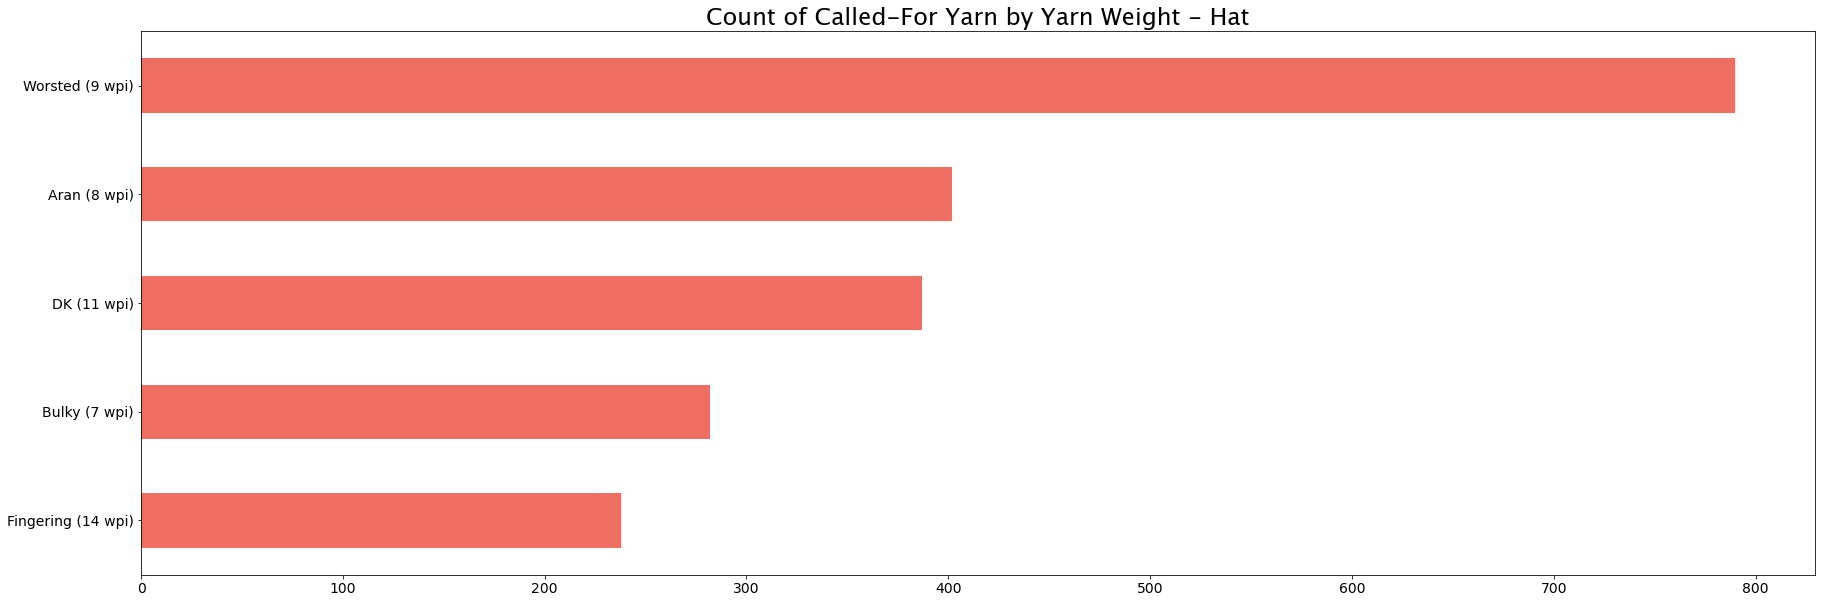 Count of Called-For Yarn by Yarn Weight - Hat
Worsted (9 wpi)
Aran (8 wpi)
DK (11 wpi)
Bulky (7 wpi)
Fingering (14 wpi)
0 100 200 300 400 500 600 700 800